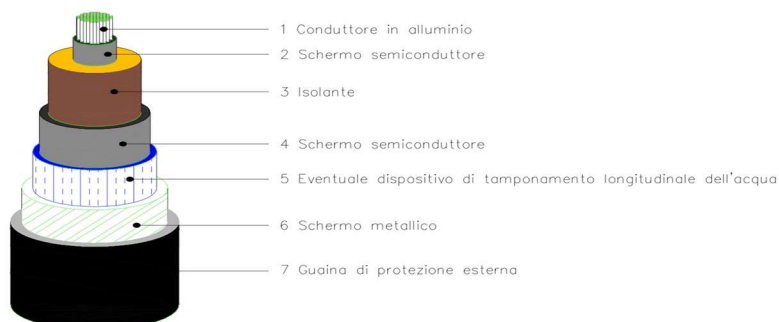 1 Conduttore in alluminio
2 Schermo semiconduttore
3 Isolante
4 Schermo semiconduttore
5 Eventuale dispositivo di tamponamento longitudinale dell'acqua
6 Schermo metallico
7 Guaina di protezione esterna